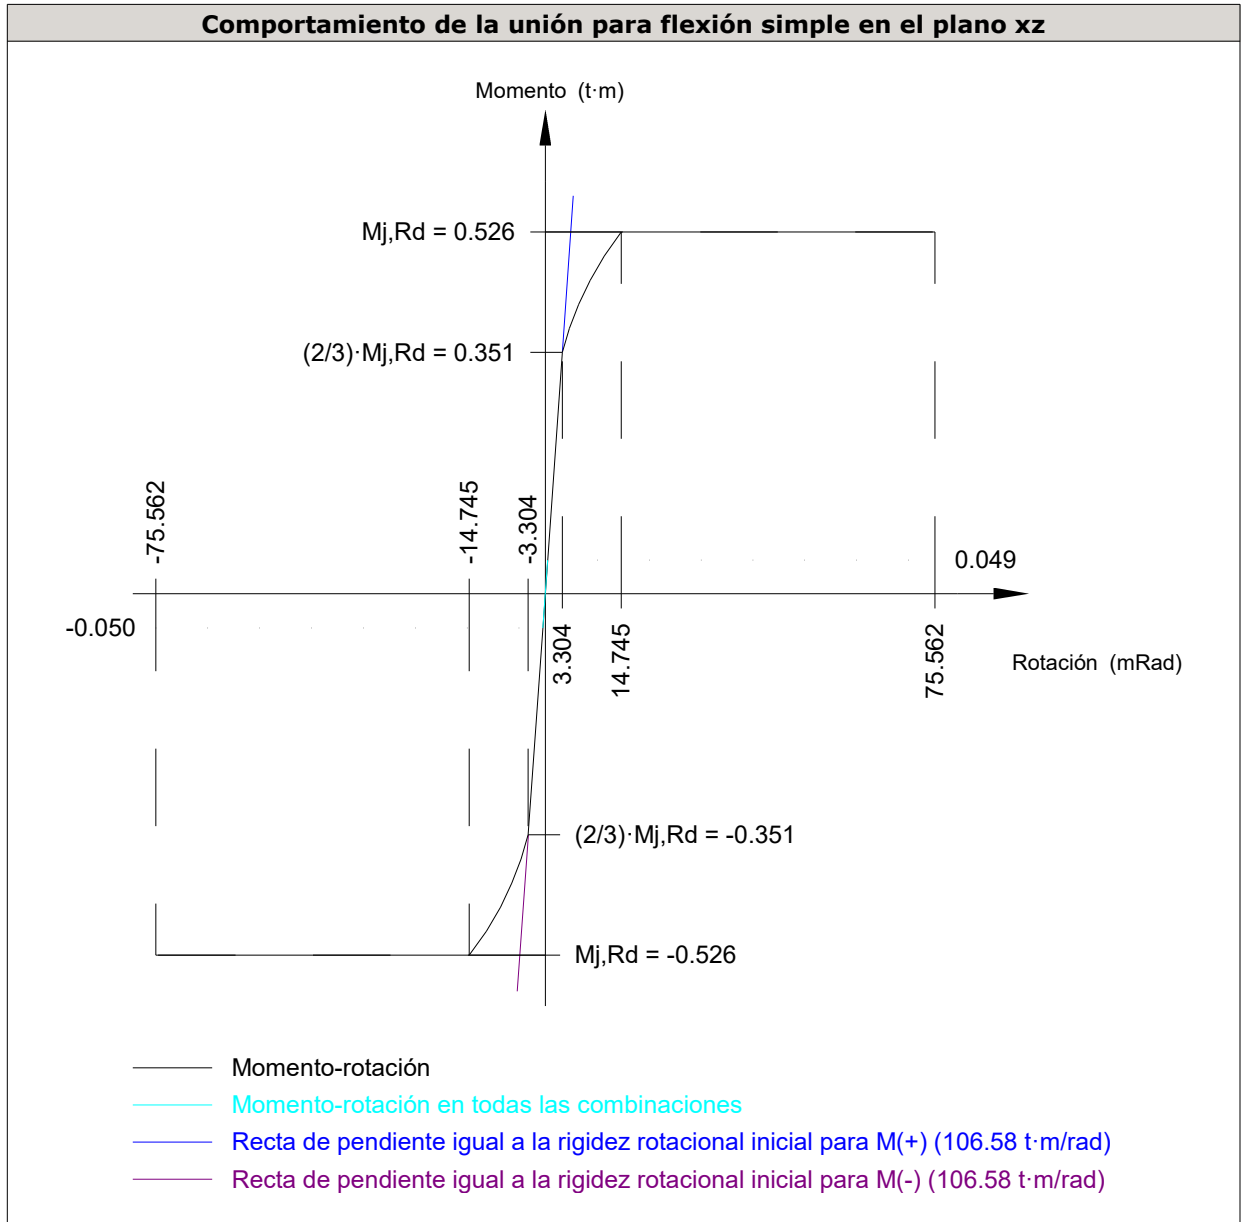 Comportamiento de la unión para flexión simple en el plano xz
Momento (t·m)
Mj,Rd = 0.526
(2/3)·Mj,Rd = 0.351
-75.562
-14.745
-3.304
0.049
-0.050
3.304
14.745
75.562
Rotación (mRad)
(2/3)·Mj,Rd = -0.351
Mj,Rd = -0.526
Momento-rotación
Momento-rotación en todas las combinaciones
Recta de pendiente igual a la rigidez rotacional inicial para M(+) (106.58 t·m/rad)
Recta de pendiente igual a la rigidez rotacional inicial para M(-) (106.58 t·m/rad)